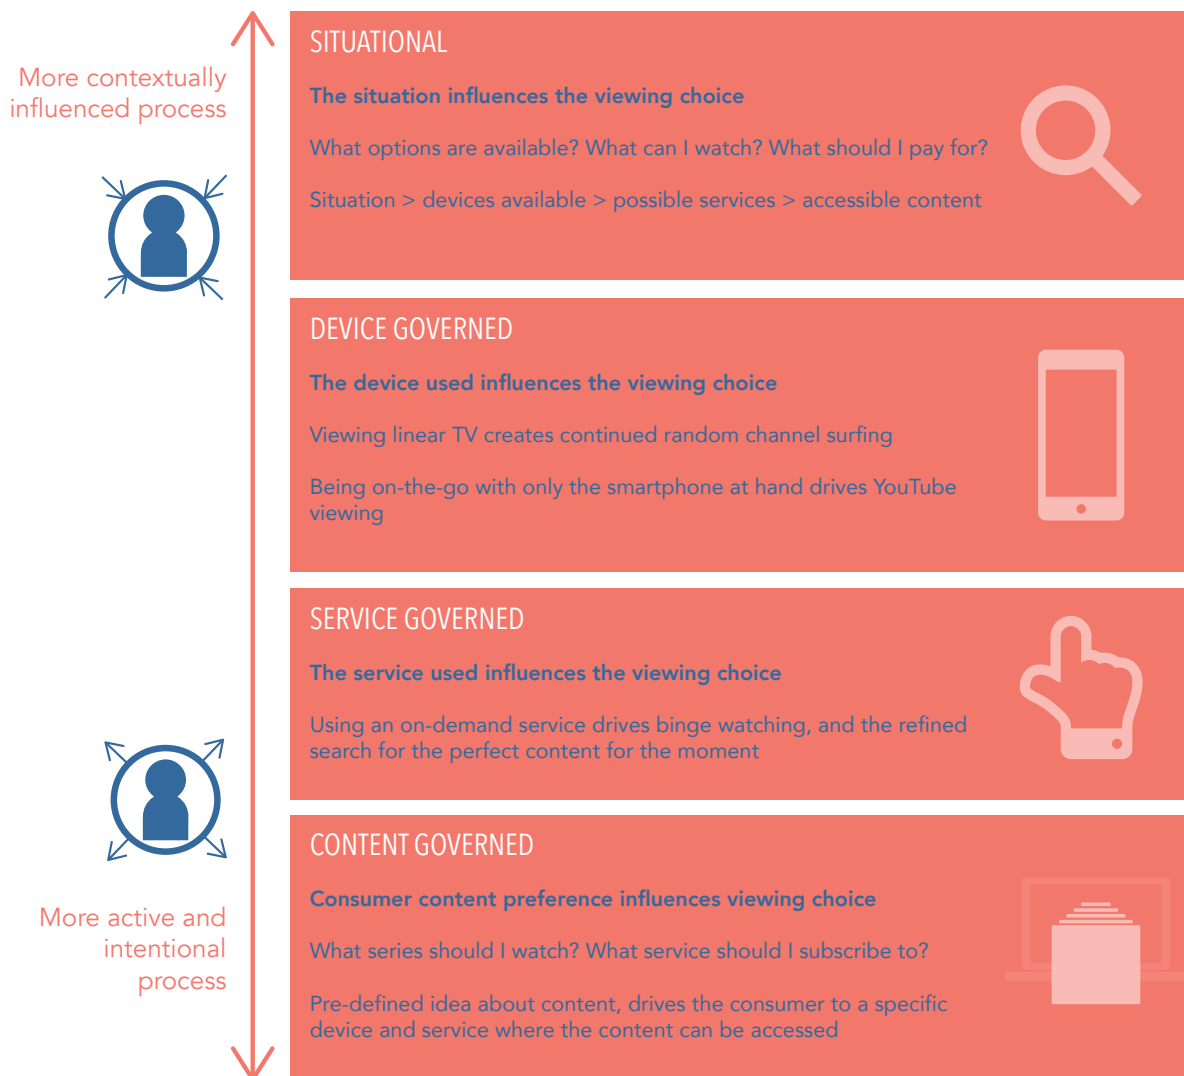 More contextually
influenced process
SITUATIONAL
The situation influences the viewing choice
What options are available? What can I watch? What should I pay for?
Situation > devices available > possible services > accessible content
DEVICE GOVERNED
The device used influences the viewing choice
Viewing linear TV creates continued random channel surfing
Being on-the-go with only the smartphone at hand drives YouTube
viewing
SERVICE GOVERNED
The service used influences the viewing choice
Using an on-demand service drives binge watching, and the refined
search for the perfect content for the moment
More active and
intentional
process
CONTENT GOVERNED
Consumer content preference influences viewing choice
What series should I watch? What service should I subscribe to?
Pre-defined idea about content, drives the consumer to a specific
device and service where the content can be accessed